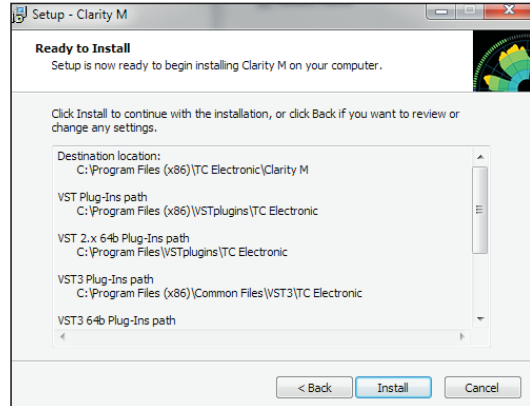 Setup - Clarity M
Ready to Install
Setup is now ready to begin installing Clarity M on your computer.
Click Install to continue with the installation, or click Back if you want to review or
change any settings.
Destination location:
C:\Program Files (x86)\TC Electronic\Clarity M
VST Plug-Ins path
C:\Program Files (x86)\VSTplugins\TC Electronic
VST 2.x 64b Plug-Ins path
C:\Program Files\VSTplugins\TC Electronic
VST3 Plug-Ins path
C:\Program Files (x86)\Common Files\VST3\TC Electronic
VST3 64b Plug-Ins path
< Back
Install
Cancel